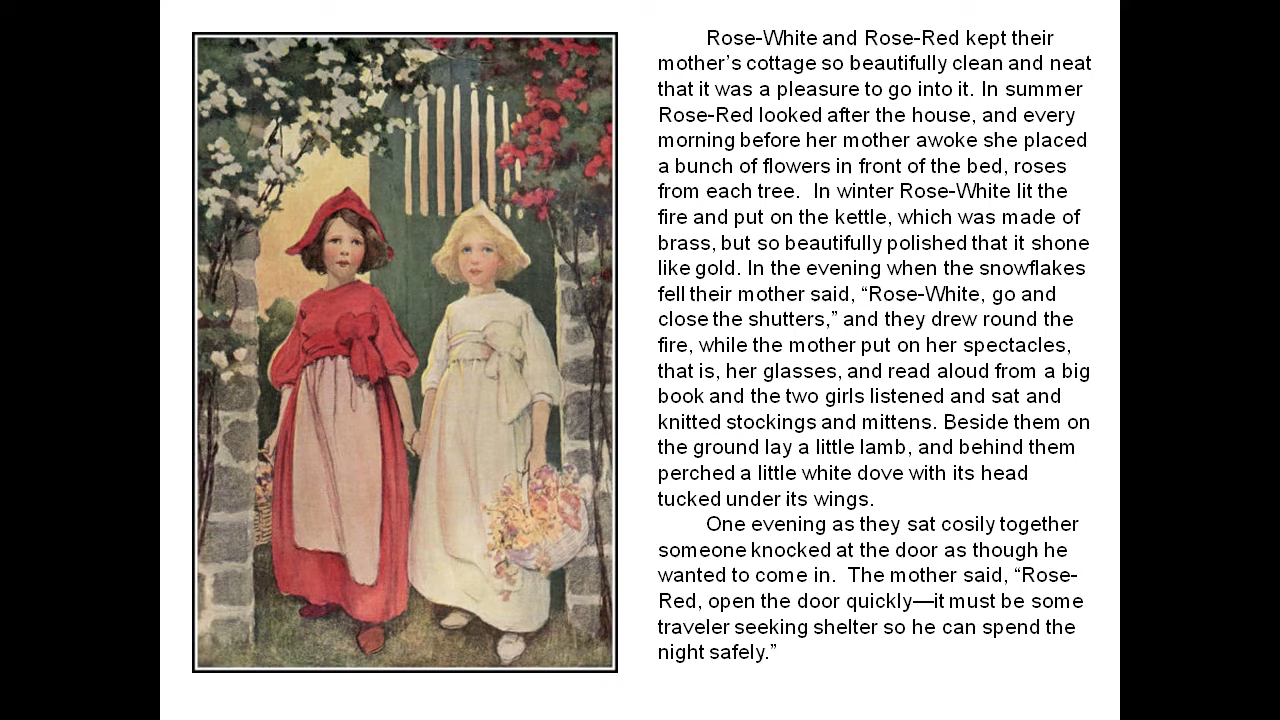 Rose-White and Rose-Red kept their
mother’s cottage so beautifully clean and neat
that it was a pleasure to go into it. In summer
Rose-Red looked after the house, and every
morning before her mother awoke she placed
a bunch of flowers in front of the bed, roses
from each tree.  In winter Rose-White lit the
fire and put on the kettle, which was made of
brass, but so beautifully polished that it shone
like gold. In the evening when the snowflakes
fell their mother said, “Rose-White, go and
close the shutters,” and they drew round the
fire, while the mother put on her spectacles,
that is, her glasses, and read aloud from a big
book and the two girls listened and sat and
knitted stockings and mittens. Beside them on
the ground lay a little lamb, and behind them
perched a little white dove with its head
tucked under its wings.
One evening as they sat cosily together
someone knocked at the door as though he
wanted to come in.  The mother said, “Rose-
Red, open the door quickly—it must be some
traveler seeking shelter so he can spend the
night safely.”